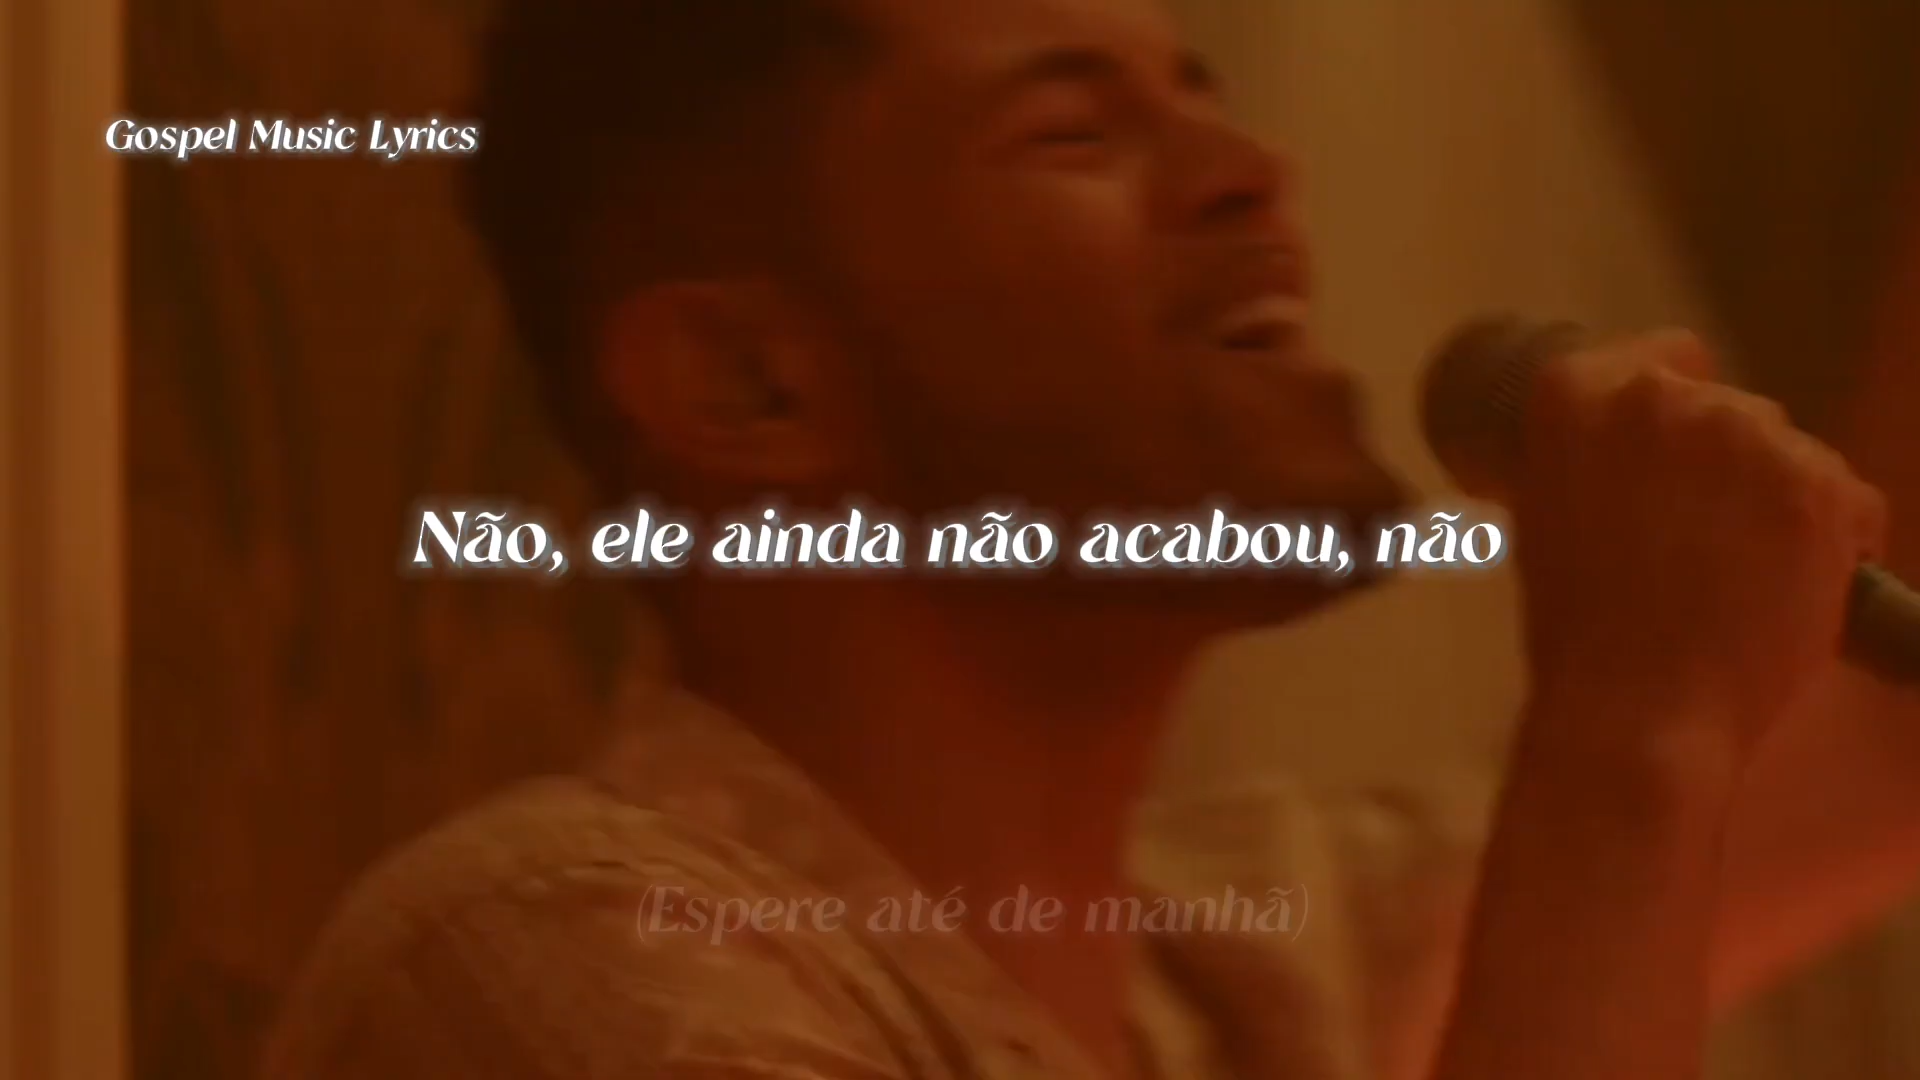 Gospel Music Lyrics
Não, ele ainda não acabou, não
(Espere até de manhã)